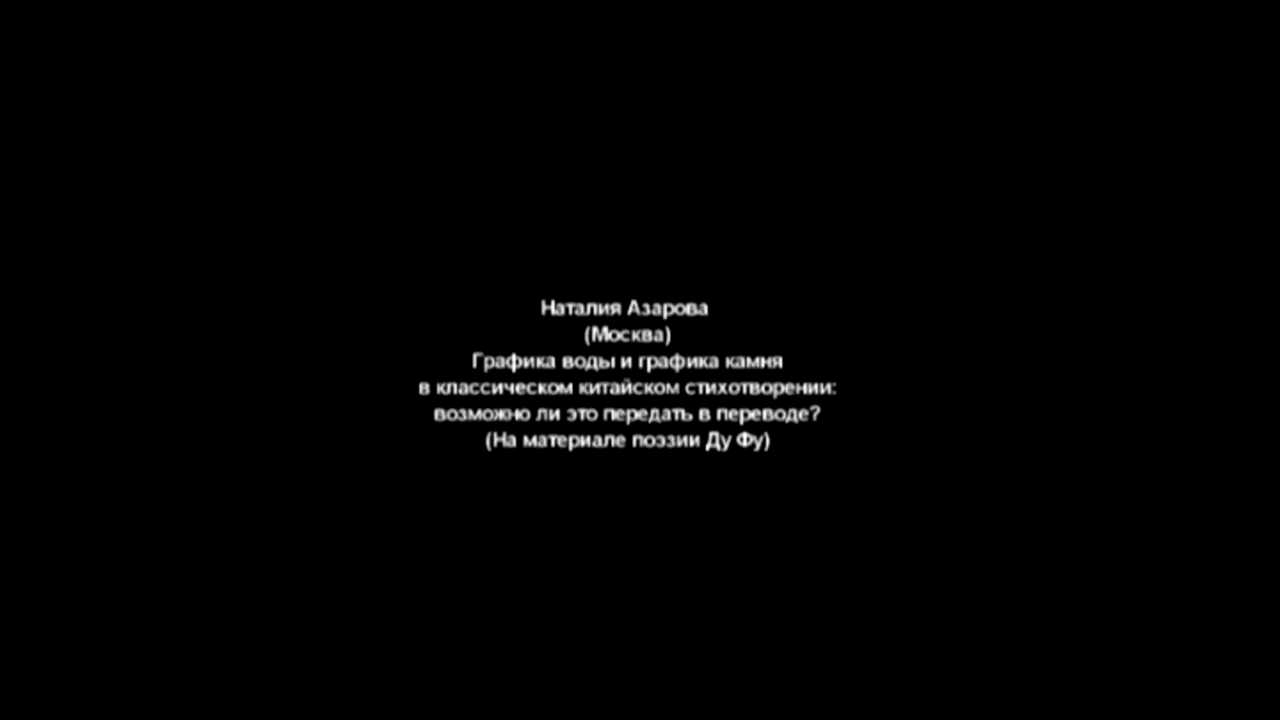 Наталия Азарова
(Москва)
Графика воды и графика камня
в классическом китайском стихотворении:
возможно ли это передать в переводе?
(На материале поэзии Ду Фу)